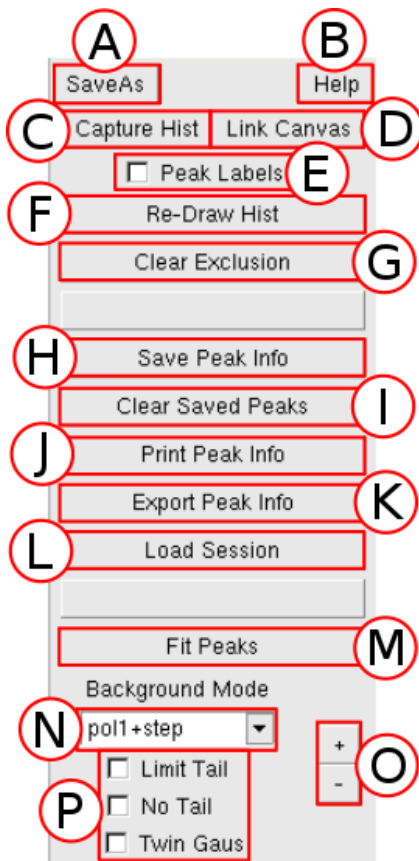 A
B
SaveAs Help
C Capture Hist Link Canvas D
Peak Labels E
F Re-Draw Hist
Clear Exclusion G
H Save Peak Info
Clear Saved Peaks I
J Print Peak Info
Export Peak Info K
L Load Session
Fit Peaks M
Background Mode
N pol1+step + O
-
Limit Tail
P No Tail
Twin Gaus